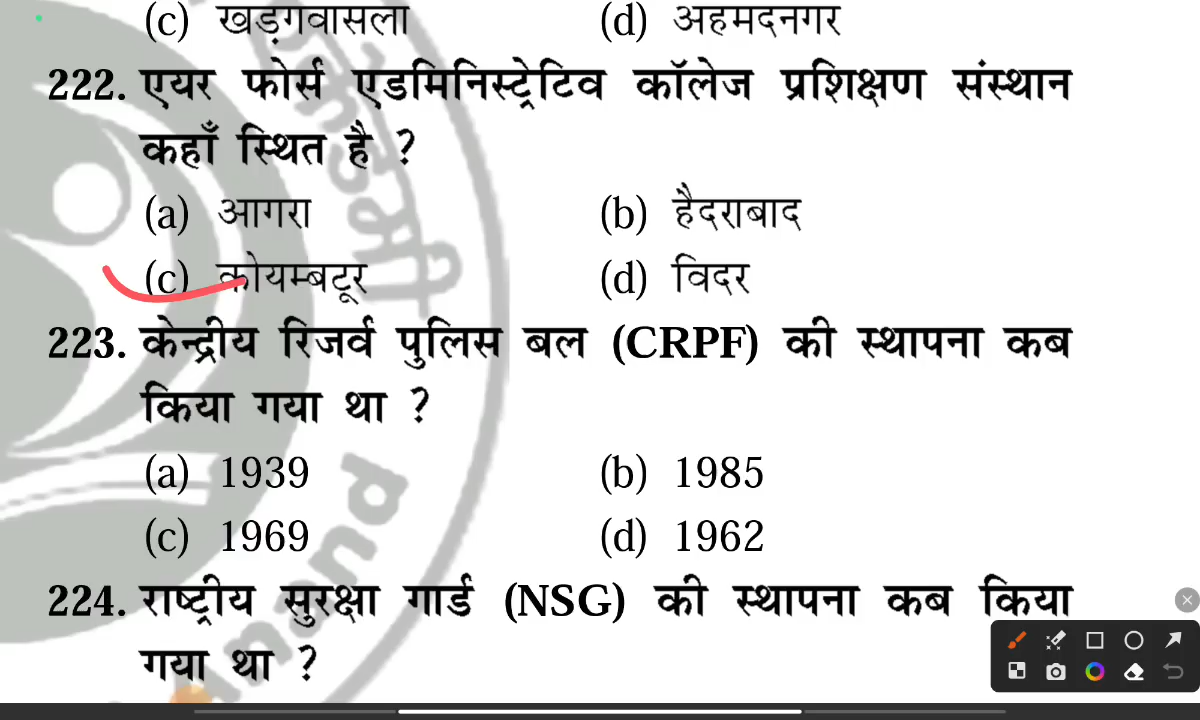 (c) खड़गवासला (d) अहमदनगर
222. एयर फोर्स एडमिनिस्ट्रेटिव कॉलेज प्रशिक्षण संस्थान
कहाँ स्थित है ?
(a) आगरा (b) हैदराबाद
(c) कोयम्बटूर (d) विदर
223. केन्द्रीय रिजर्व पुलिस बल (CRPF) की स्थापना कब
किया गया था ?
(a) 1939 (b) 1985
(c) 1969 (d) 1962
224. राष्ट्रीय सुरक्षा गार्ड (NSG) की स्थापना कब किया
गया था ?